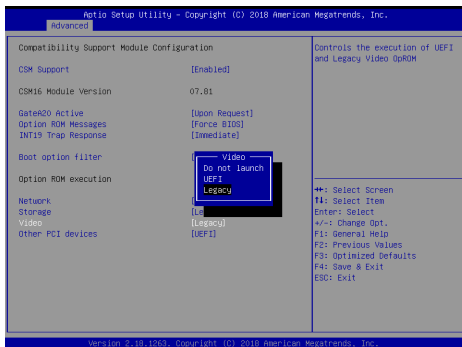 Aptio Setup Utility – Copyright (C) 2018 American Megatrends, Inc.
Advanced
Compatibility Support Module Configuration
CSM Support [Enabled]
CSM16 Module Version 07.81
GateA20 Active [Upon Request]
Option ROM Messages [Force BIOS]
INT19 Trap Response [Immediate]
Boot option filter [
Option ROM execution
Network [
Storage [Le
Video [Legacy]
Other PCI devices [UEFI]
Video
Do not launch
UEFI
Legacy
Controls the execution of UEFI
and Legacy Video OpROM
→←: Select Screen
↑↓: Select Item
Enter: Select
+/-: Change Opt.
F1: General Help
F2: Previous Values
F3: Optimized Defaults
F4: Save & Exit
ESC: Exit
Version 2.18.1263. Copyright (C) 2018 American Megatrends, Inc.